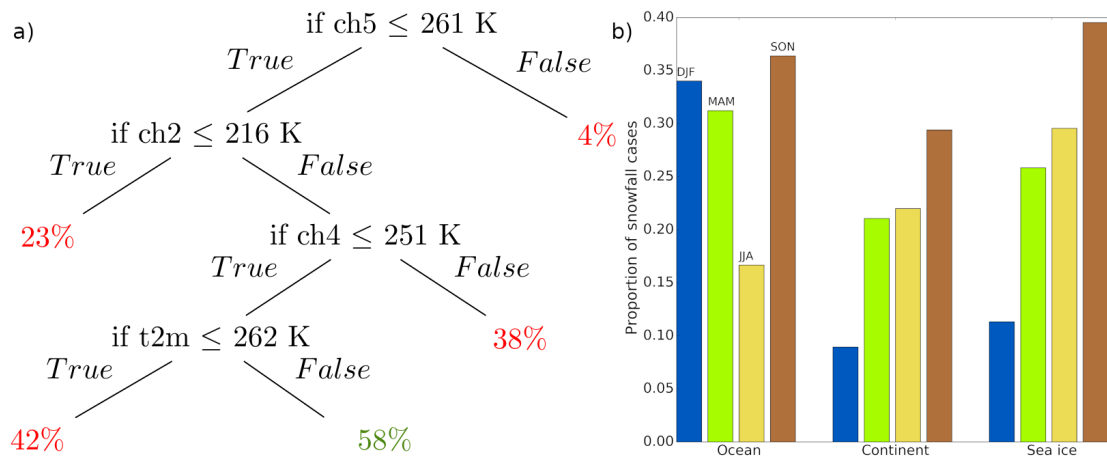 a)
if ch5 ≤ 261 K
True
False
if ch2 ≤ 216 K
4%
True
False
23%
if ch4 ≤ 251 K
True
False
if t2m ≤ 262 K
38%
True
False
42%
58%
b)
Proportion of snowfall cases
0.40
0.35
0.30
0.25
0.20
0.15
0.10
0.05
0.00
DJF
MAM
JJA
SON
Ocean
Continent
Sea ice